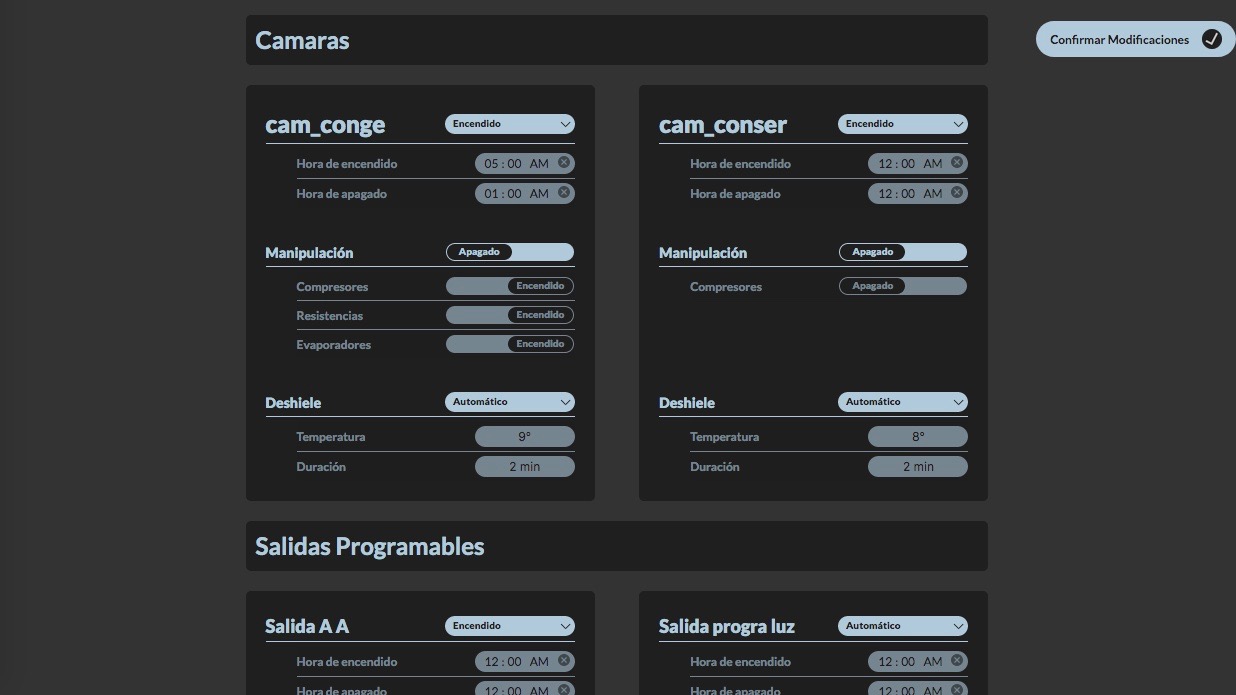 Camaras
Confirmar Modificaciones
cam_conge
Encendido
Hora de encendido
05 : 00 AM
Hora de apagado
01 : 00 AM
Manipulación
Apagado
Compresores
Encendido
Resistencias
Encendido
Evaporadores
Encendido
Deshiele
Automático
Temperatura
9°
Duración
2 min
cam_conser
Encendido
Hora de encendido
12 : 00 AM
Hora de apagado
12 : 00 AM
Manipulación
Apagado
Compresores
Apagado
Deshiele
Automático
Temperatura
8°
Duración
2 min
Salidas Programables
Salida A A
Encendido
Hora de encendido
12 : 00 AM
Hora de apagado
12 : 00 AM
Salida progra luz
Automático
Hora de encendido
12 : 00 AM
Hora de apagado
12 : 00 AM